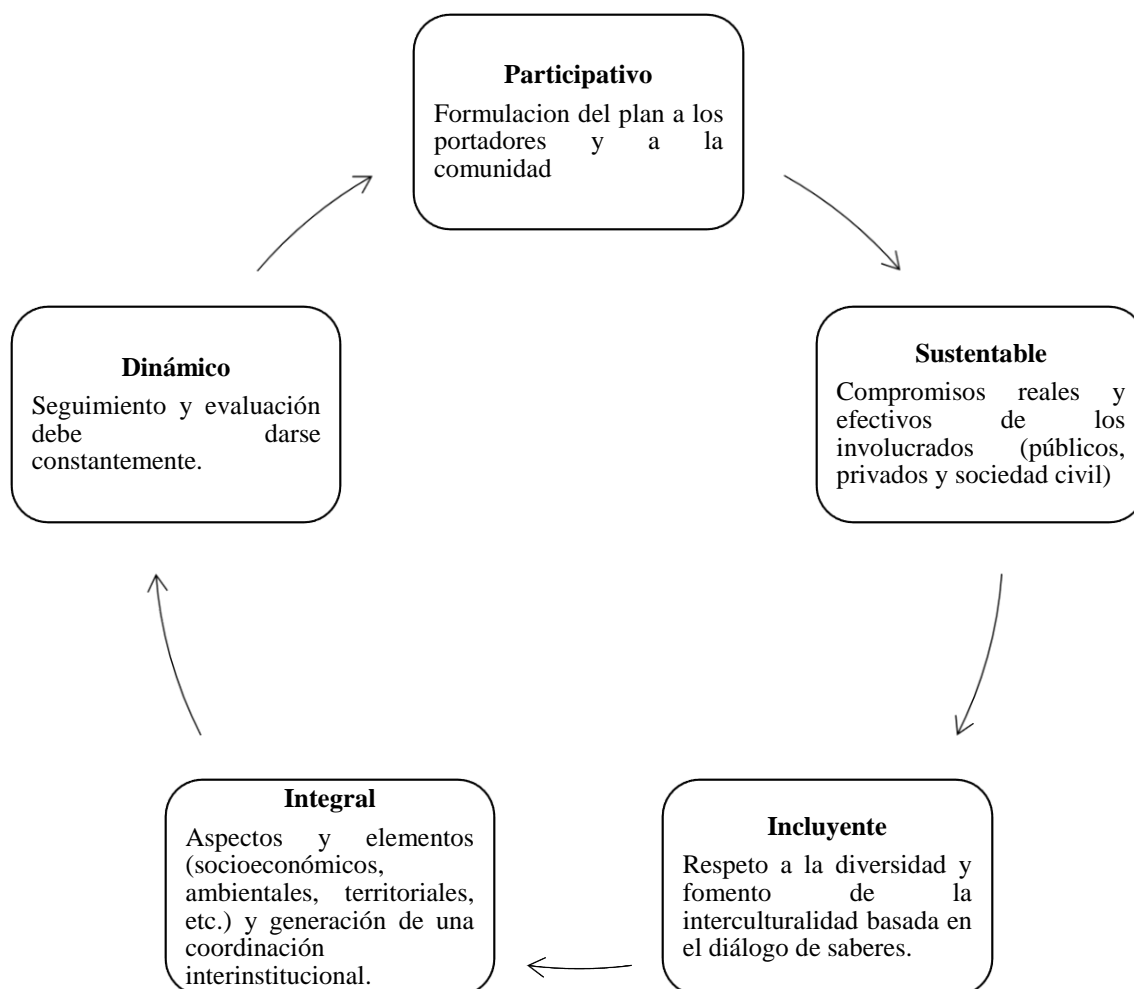 Participativo
Formulacion del plan a los
portadores y a la
comunidad
Sustentable
Compromisos reales y
efectivos de los
involucrados (públicos,
privados y sociedad civil)
Incluyente
Respeto a la diversidad y
fomento de la
interculturalidad basada en
el diálogo de saberes.
Integral
Aspectos y elementos
(socioeconómicos,
ambientales, territoriales,
etc.) y generación de una
coordinación
interinstitucional.
Dinámico
Seguimiento y evaluación
debe darse
constantemente.